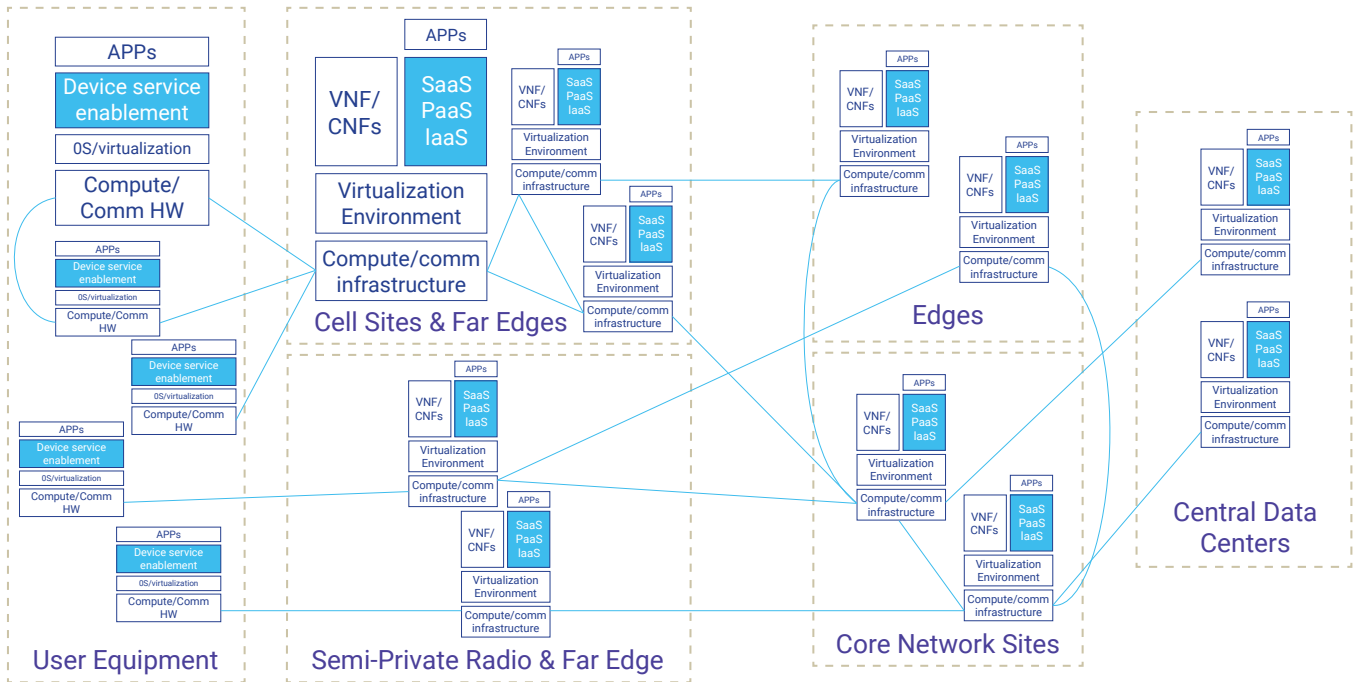 APPs
Device service
enablement
0S/virtualization
Compute/
Comm HW
APPs
Device service
enablement
0S/virtualization
Compute/Comm
HW
APPs
Device service
enablement
0S/virtualization
Compute/Comm
HW
APPs
Device service
enablement
0S/virtualization
Compute/Comm
HW
APPs
Device service
enablement
0S/virtualization
Compute/Comm
HW
User Equipment
APPs
VNF/
CNFs
SaaS
PaaS
IaaS
Virtualization
Environment
Compute/comm
infrastructure
APPs
VNF/
CNFs
SaaS
PaaS
IaaS
Virtualization
Environment
Compute/comm
infrastructure
APPs
VNF/
CNFs
SaaS
PaaS
IaaS
Virtualization
Environment
Compute/comm
infrastructure
Cell Sites & Far Edges
APPs
VNF/
CNFs
SaaS
PaaS
IaaS
Virtualization
Environment
Compute/comm
infrastructure
APPs
VNF/
CNFs
SaaS
PaaS
IaaS
Virtualization
Environment
Compute/comm
infrastructure
Semi-Private Radio & Far Edge
APPs
VNF/
CNFs
SaaS
PaaS
IaaS
Virtualization
Environment
Compute/comm
infrastructure
APPs
VNF/
CNFs
SaaS
PaaS
IaaS
Virtualization
Environment
Compute/comm
infrastructure
Edges
APPs
VNF/
CNFs
SaaS
PaaS
IaaS
Virtualization
Environment
Compute/comm
infrastructure
APPs
VNF/
CNFs
SaaS
PaaS
IaaS
Virtualization
Environment
Compute/comm
infrastructure
Core Network Sites
APPs
VNF/
CNFs
SaaS
PaaS
IaaS
Virtualization
Environment
Compute/comm
infrastructure
APPs
VNF/
CNFs
SaaS
PaaS
IaaS
Virtualization
Environment
Compute/comm
infrastructure
Central Data
Centers